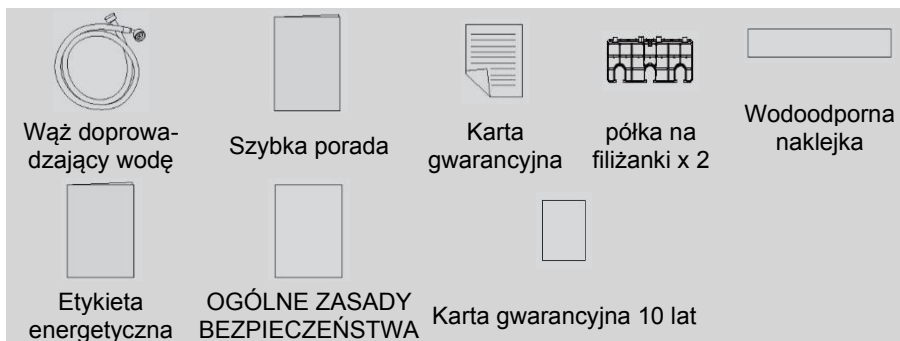 Wąż doprowa-
dzający wodę
Szybka porada
Karta
gwarancyjna
półka na
filiżanki x 2
Wodoodporna
naklejka
Etykieta
energetyczna
OGÓLNE ZASADY
BEZPIECZEŃSTWA
Karta gwarancyjna 10 lat